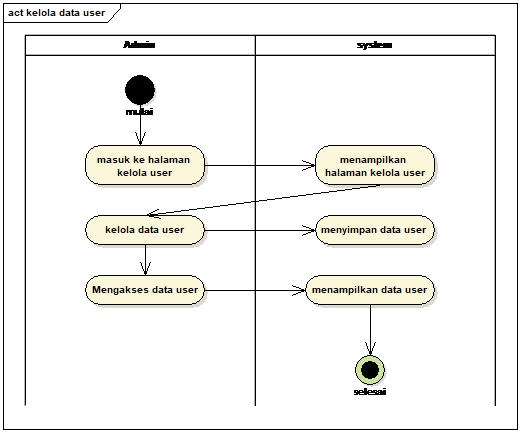 act kelola data user
Admin
system
mulai
masuk ke halaman
kelola user
menampilkan
halaman kelola user
kelola data user
menyimpan data user
Mengakses data user
menampilkan data user
selesai